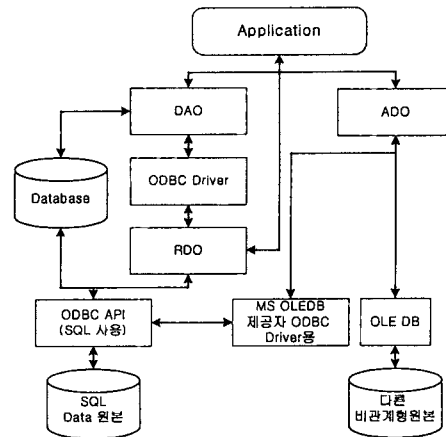 Application
DAO
ADO
ODBC Driver
Database
RDO
ODBC API
(SQL 사용)
MS OLEDB
제공자 ODBC
Driver용
OLE DB
SQL
Data 원본
다른
비관계형원본